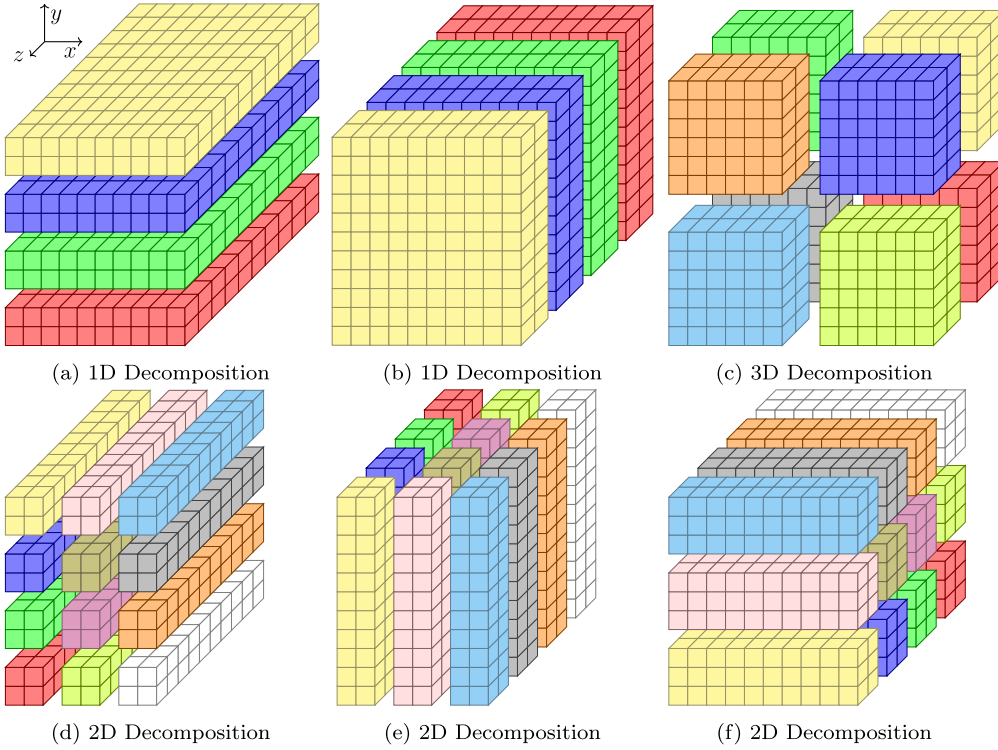 y
z x
(a) 1D Decomposition
(b) 1D Decomposition
(c) 3D Decomposition
(d) 2D Decomposition
(e) 2D Decomposition
(f) 2D Decomposition